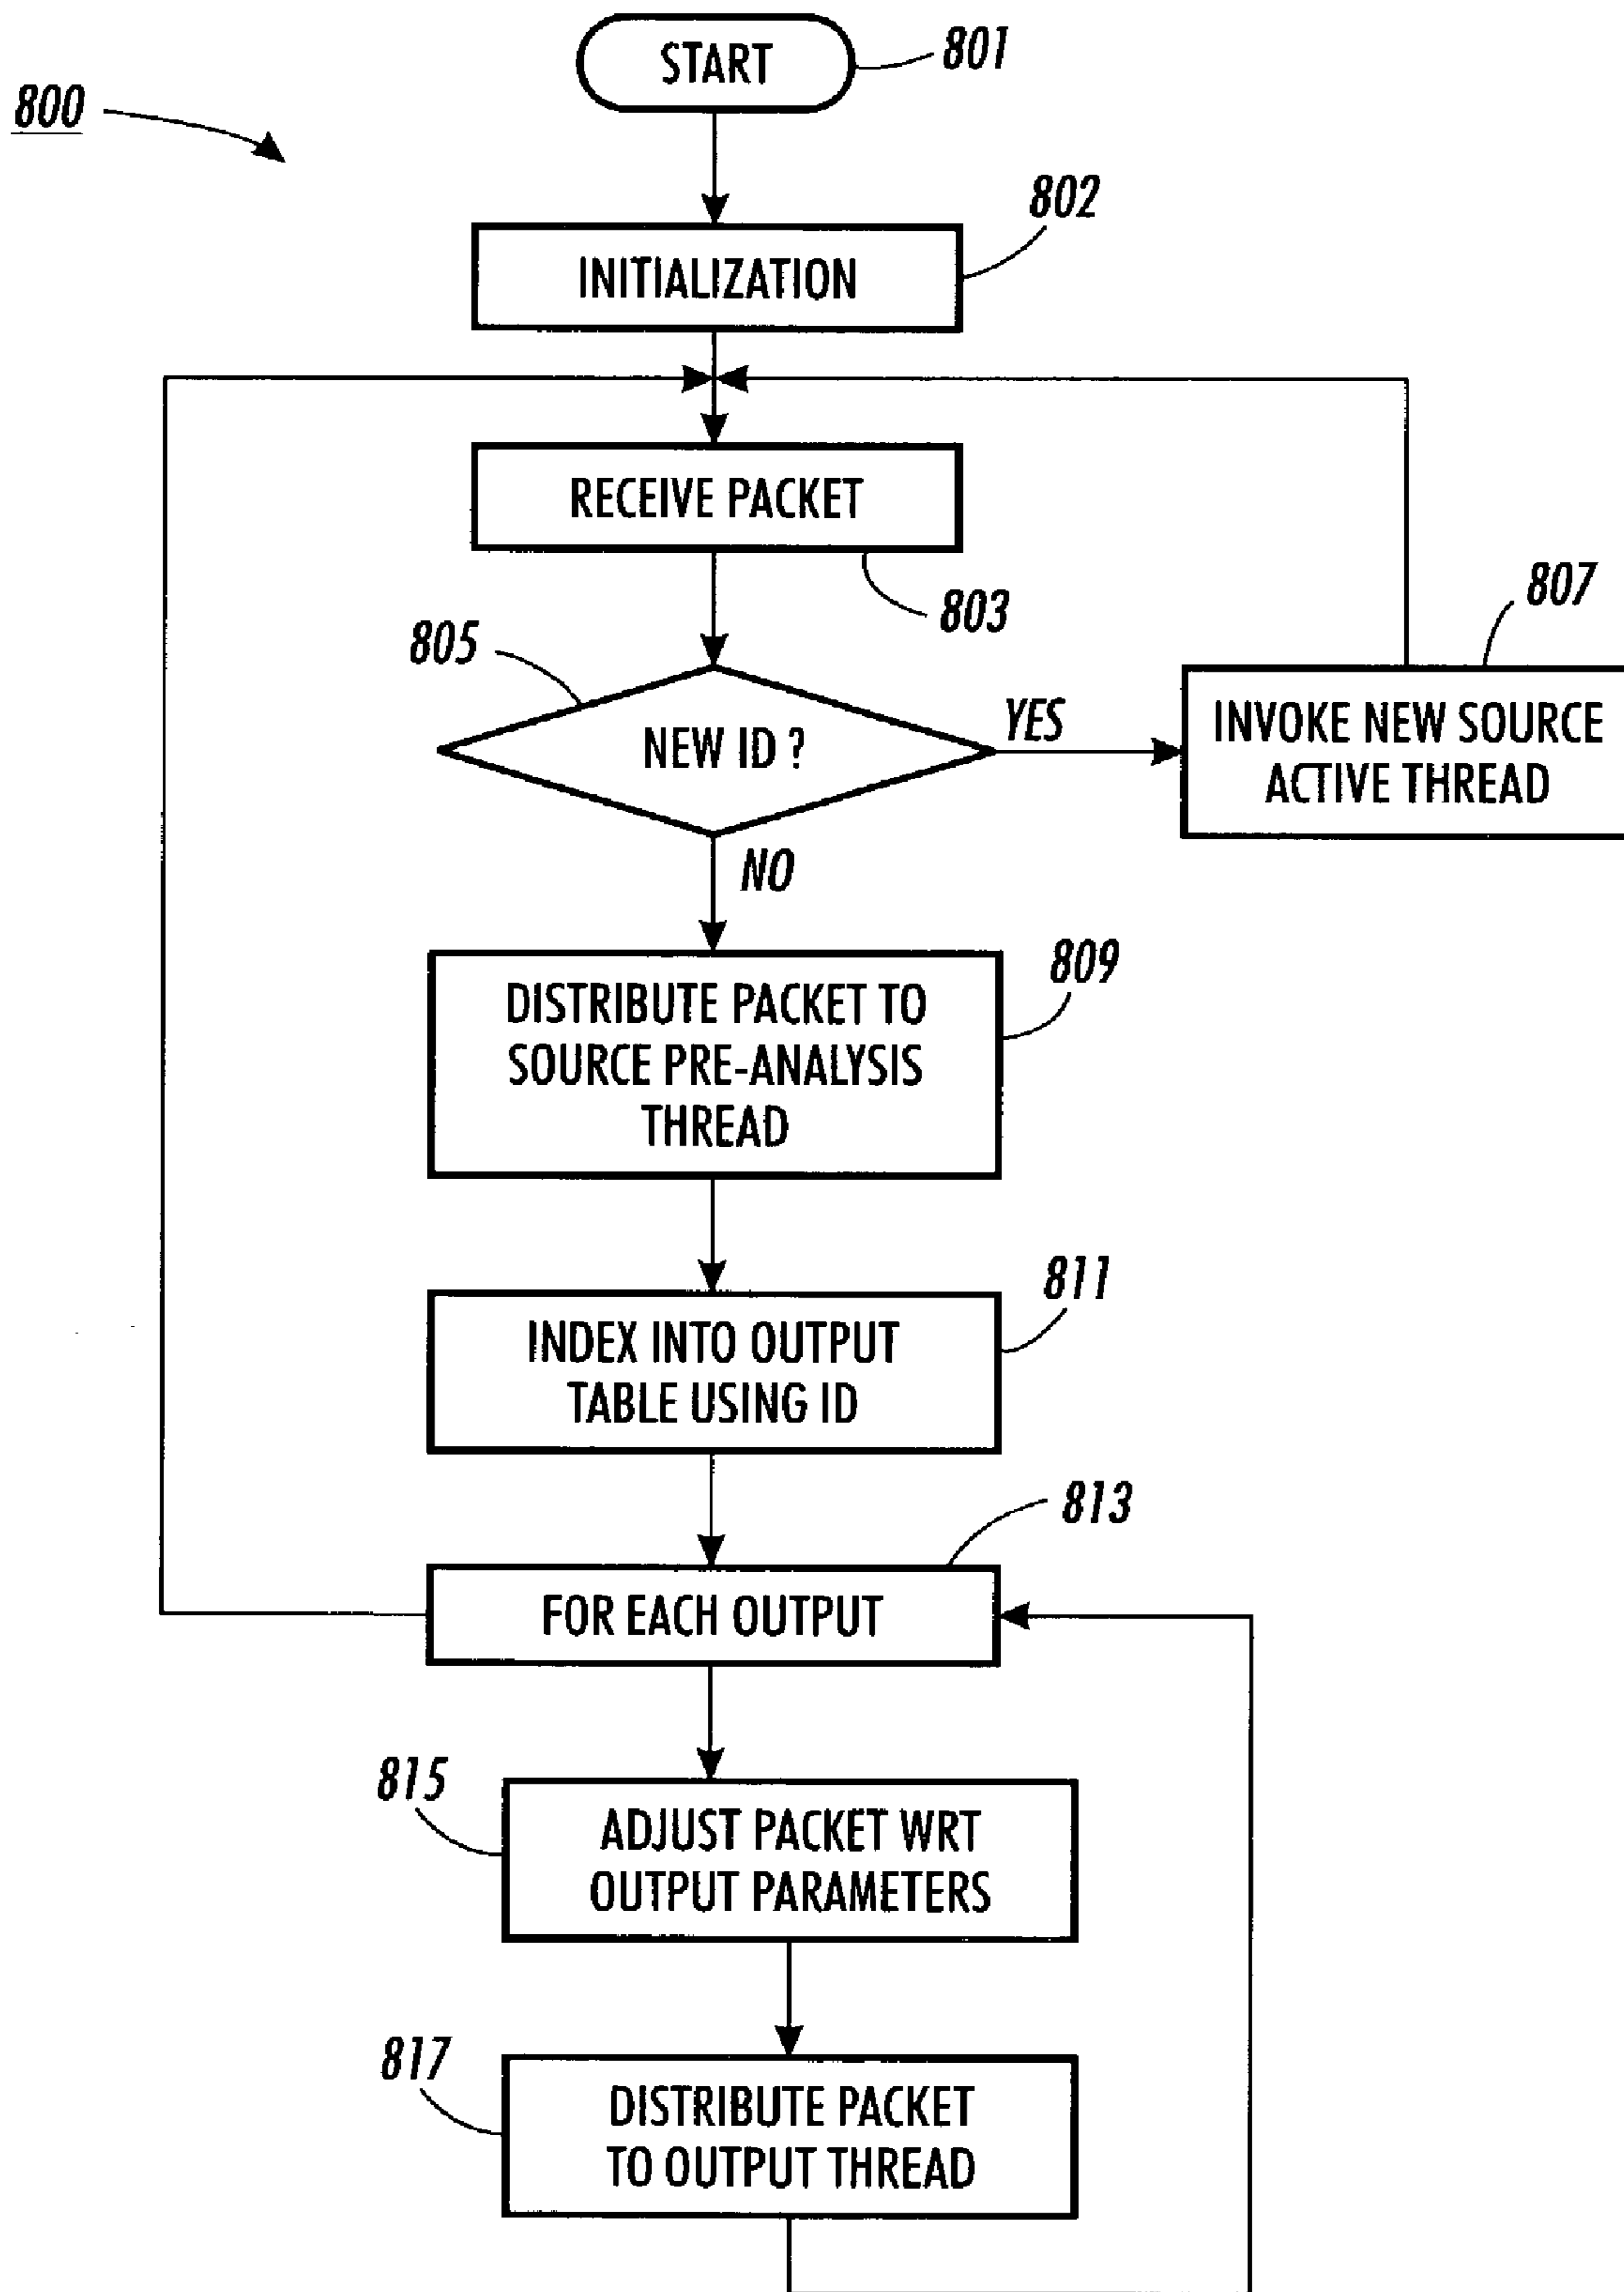 START
801
800
802
INITIALIZATION
RECEIVE PACKET
803
805
NEW ID ?
YES
807
INVOKE NEW SOURCE
ACTIVE THREAD
NO
809
DISTRIBUTE PACKET TO
SOURCE PRE-ANALYSIS
THREAD
811
INDEX INTO OUTPUT
TABLE USING ID
813
FOR EACH OUTPUT
815
ADJUST PACKET WRT
OUTPUT PARAMETERS
817
DISTRIBUTE PACKET
TO OUTPUT THREAD